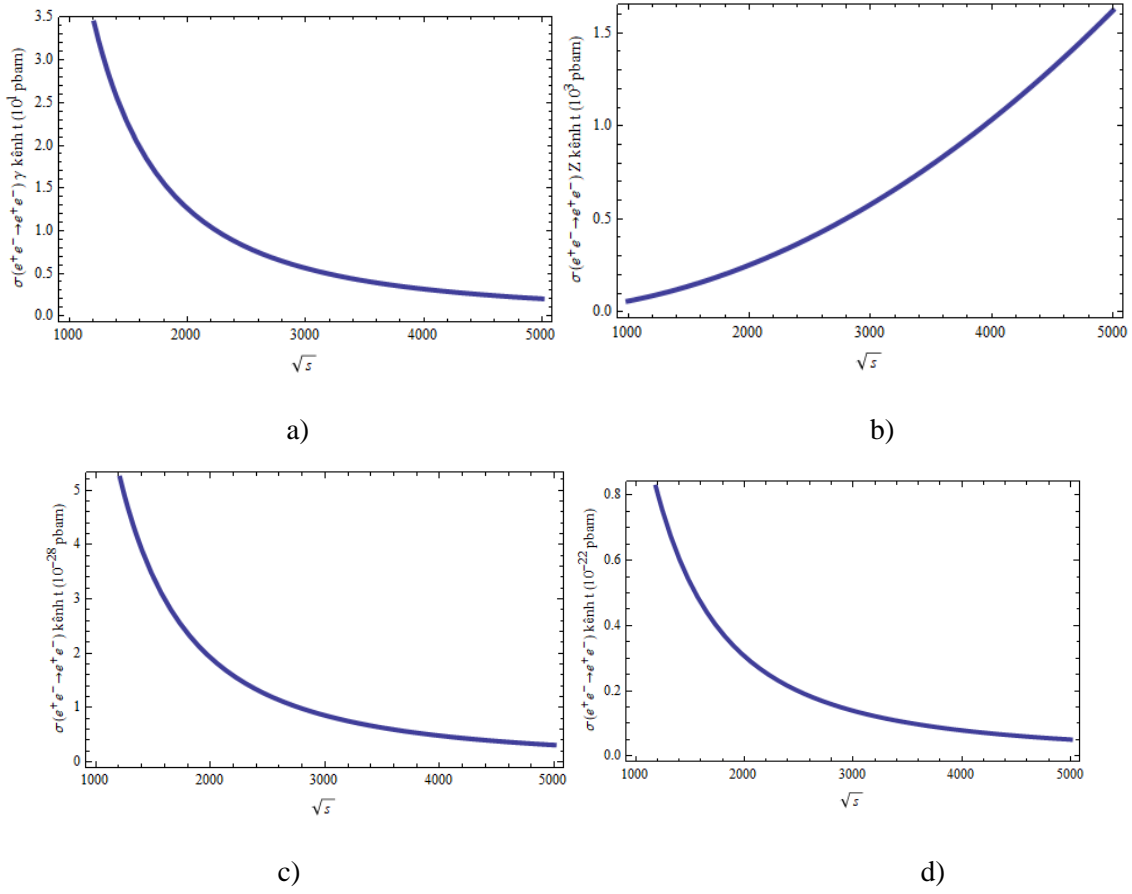 σ(e⁺e⁻→e⁺e⁻) γ kênh t (10¹ pbarn)
3.5
3.0
2.5
2.0
1.5
1.0
0.5
0.0
1000 2000 3000 4000 5000
√s
a)
σ(e⁺e⁻→e⁺e⁻) Z kênh t (10³ pbarn)
1.5
1.0
0.5
0.0
1000 2000 3000 4000 5000
√s
b)
σ(e⁺e⁻→e⁺e⁻) kênh t (10⁻²⁸ pbarn)
5
4
3
2
1
0
1000 2000 3000 4000 5000
√s
c)
σ(e⁺e⁻→e⁺e⁻) kênh t (10⁻²² pbarn)
0.8
0.6
0.4
0.2
0.0
1000 2000 3000 4000 5000
√s
d)